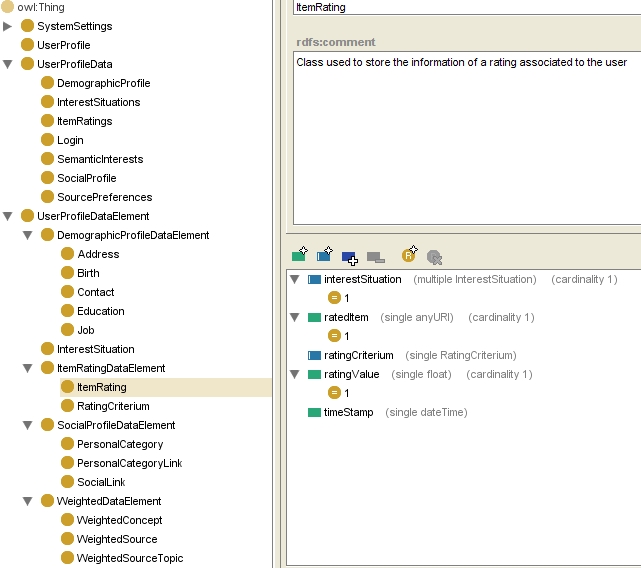 owl:Thing
SystemSettings
UserProfile
UserProfileData
DemographicProfile
InterestSituations
ItemRatings
Login
SemanticInterests
SocialProfile
SourcePreferences
UserProfileDataElement
DemographicProfileDataElement
Address
Birth
Contact
Education
Job
InterestSituation
ItemRatingDataElement
ItemRating
RatingCriterium
SocialProfileDataElement
PersonalCategory
PersonalCategoryLink
SocialLink
WeightedDataElement
WeightedConcept
WeightedSource
WeightedSourceTopic
ItemRating
rdfs:comment
Class used to store the information of a rating associated to the user
R
interestSituation (multiple InterestSituation) (cardinality 1)
= 1
ratedItem (single anyURI) (cardinality 1)
= 1
ratingCriterium (single RatingCriterium)
ratingValue (single float) (cardinality 1)
= 1
timeStamp (single dateTime)